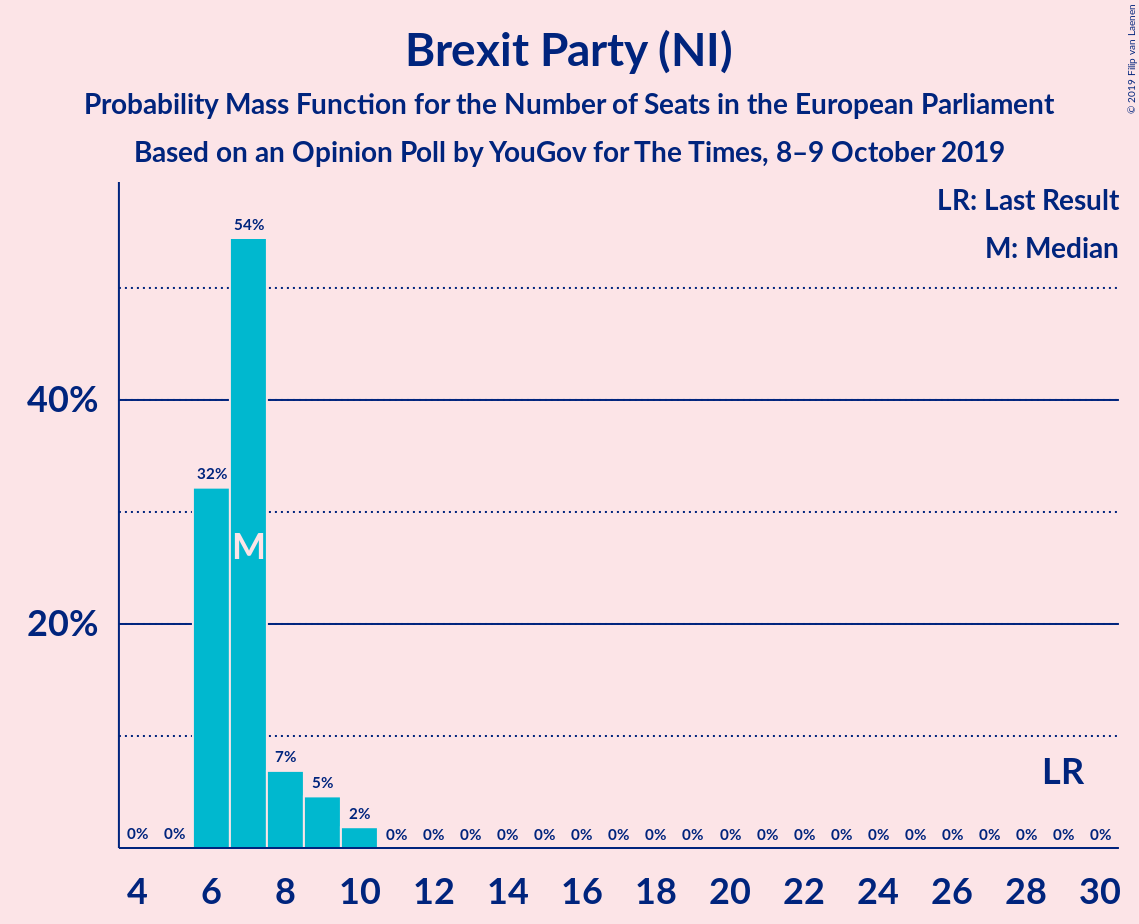 Brexit Party (NI)
Probability Mass Function for the Number of Seats in the European Parliament
Based on an Opinion Poll by YouGov for The Times, 8–9 October 2019
© 2019 Filip van Laenen
LR: Last Result
M: Median
54%
40%
32%
M
20%
7%
LR
5%
2%
0% 0% 0% 0% 0% 0% 0% 0% 0% 0% 0% 0% 0% 0% 0% 0% 0% 0% 0% 0% 0% 0%
4 6 8 10 12 14 16 18 20 22 24 26 28 30